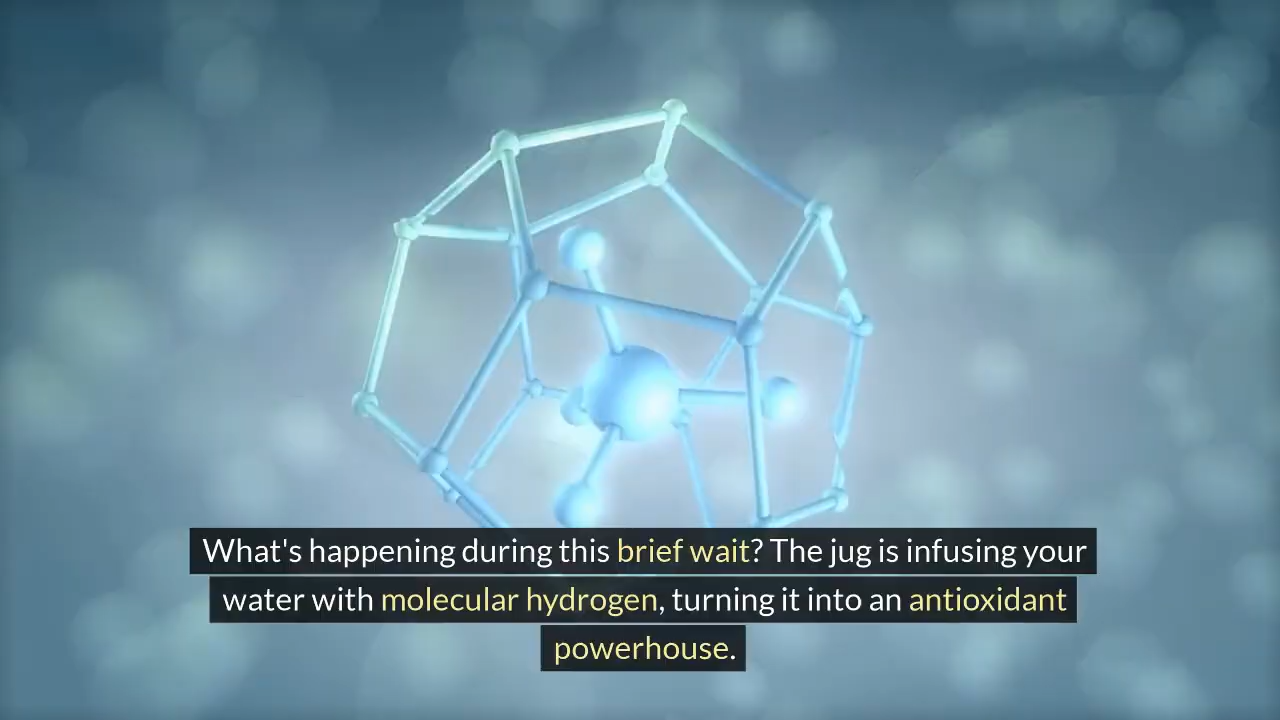 What's happening during this brief wait? The jug is infusing your
water with molecular hydrogen, turning it into an antioxidant
powerhouse.